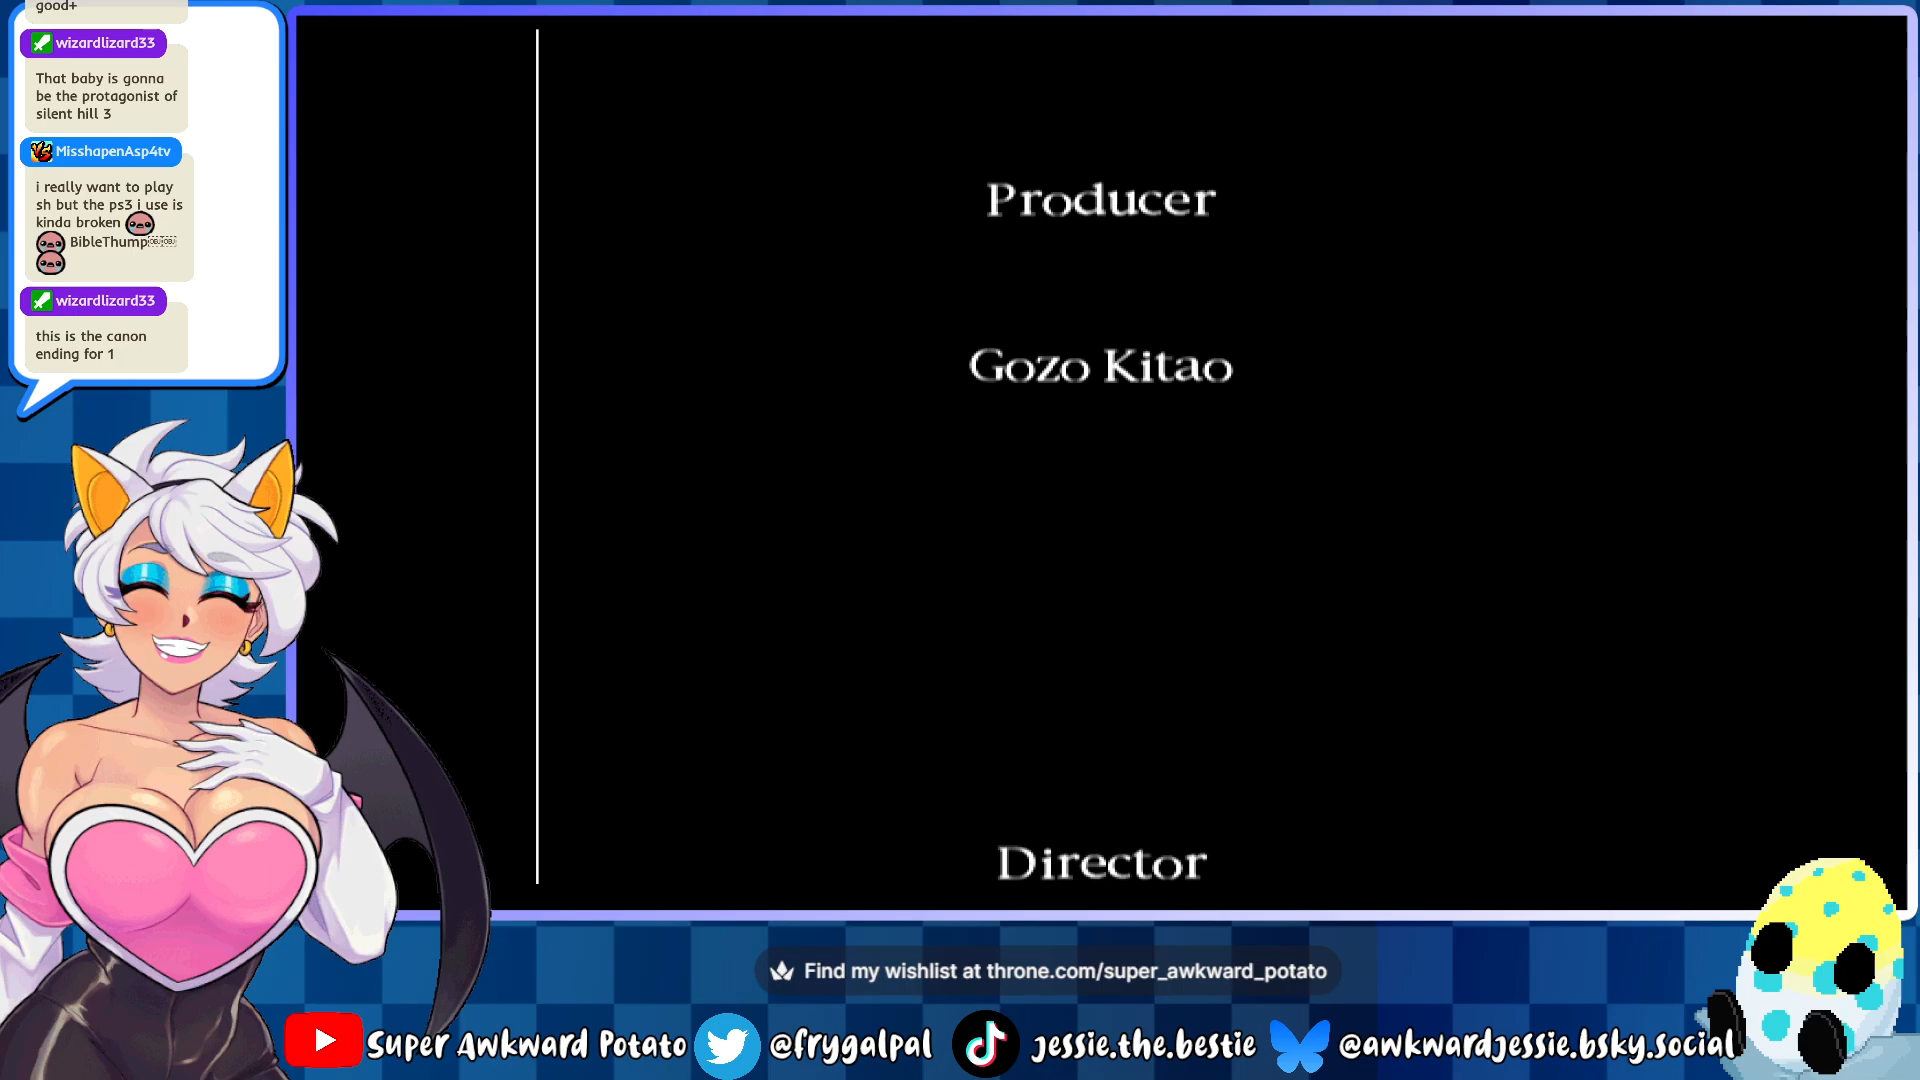 good+
wizardlizard33
That baby is gonna
be the protagonist of
silent hill 3
MisshapenAsp4tv
i really want to play
sh but the ps3 i use is
kinda broken
BibleThump
wizardlizard33
this is the canon
ending for 1
Producer
Gozo Kitao
Director
Find my wishlist at throne.com/super_awkward_potato
Super Awkward Potato
@frygalpal
jessie.the.bestie
@awkwardjessie.bsky.social